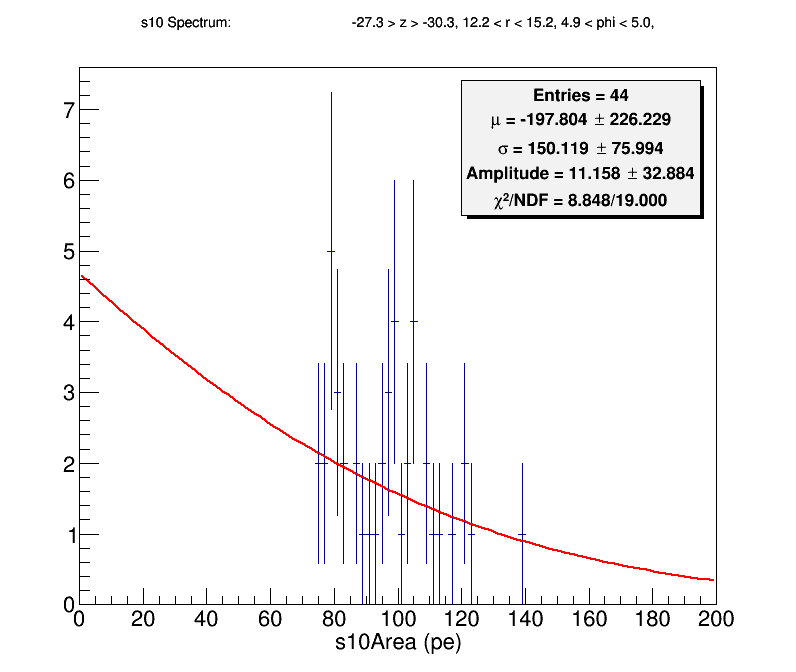 s10 Spectrum: -27.3 > z > -30.3, 12.2 < r < 15.2, 4.9 < phi < 5.0,
Entries = 44
μ = -197.804 ± 226.229
σ = 150.119 ± 75.994
Amplitude = 11.158 ± 32.884
χ²/NDF = 8.848/19.000
7
6
5
4
3
2
1
0
0 20 40 60 80 100 120 140 160 180 200
s10Area (pe)